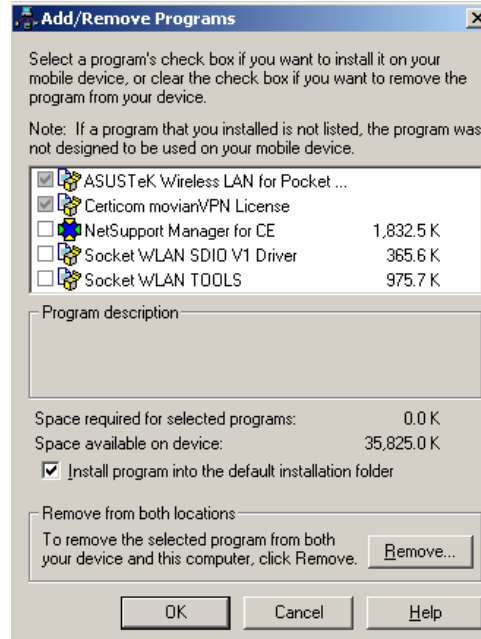 Add/Remove Programs
Select a program's check box if you want to install it on your
mobile device, or clear the check box if you want to remove the
program from your device.
Note: If a program that you installed is not listed, the program was
not designed to be used on your mobile device.
ASUSTeK Wireless LAN for Pocket ...
Certicom movianVPN License
NetSupport Manager for CE 1,832.5 K
Socket WLAN SDIO V1 Driver 365.6 K
Socket WLAN TOOLS 975.7 K
Program description
Space required for selected programs: 0.0 K
Space available on device: 35,825.0 K
Install program into the default installation folder
Remove from both locations
To remove the selected program from both
your device and this computer, click Remove.
Remove...
OK Cancel Help